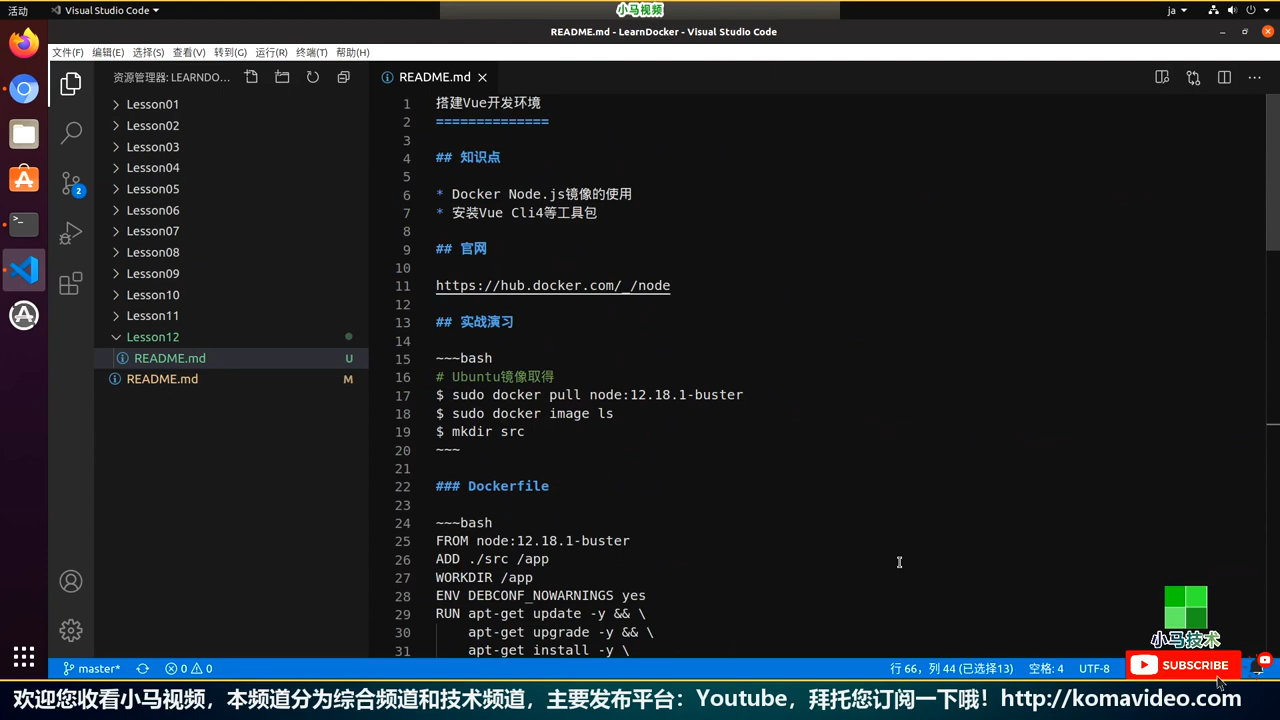 活动
Visual Studio Code
小马视频
ja
README.md - LearnDocker - Visual Studio Code
文件(F) 编辑(E) 选择(S) 查看(V) 转到(G) 运行(R) 终端(T) 帮助(H)
资源管理器: LEARNDO...
README.md
Lesson01
Lesson02
Lesson03
Lesson04
Lesson05
Lesson06
Lesson07
Lesson08
Lesson09
Lesson10
Lesson11
Lesson12
README.md U
README.md M
2
1 搭建Vue开发环境
2 ==============
3
4 ## 知识点
5
6 * Docker Node.js镜像的使用
7 * 安装Vue Cli4等工具包
8
9 ## 官网
10
11 https://hub.docker.com/_/node
12
13 ## 实战演习
14
15 ~~~bash
16 # Ubuntu镜像取得
17 $ sudo docker pull node:12.18.1-buster
18 $ sudo docker image ls
19 $ mkdir src
20 ~~~
21
22 ### Dockerfile
23
24 ~~~bash
25 FROM node:12.18.1-buster
26 ADD ./src /app
27 WORKDIR /app
28 ENV DEBCONF_NOWARNINGS yes
29 RUN apt-get update -y && \
30 apt-get upgrade -y && \
31 apt-get install -y \
小马技术
SUBSCRIBE
master* 0 0
行 66，列 44 (已选择13) 空格: 4 UTF-8
欢迎您收看小马视频，本频道分为综合频道和技术频道，主要发布平台：Youtube，拜托您订阅一下哦！http://komavideo.com